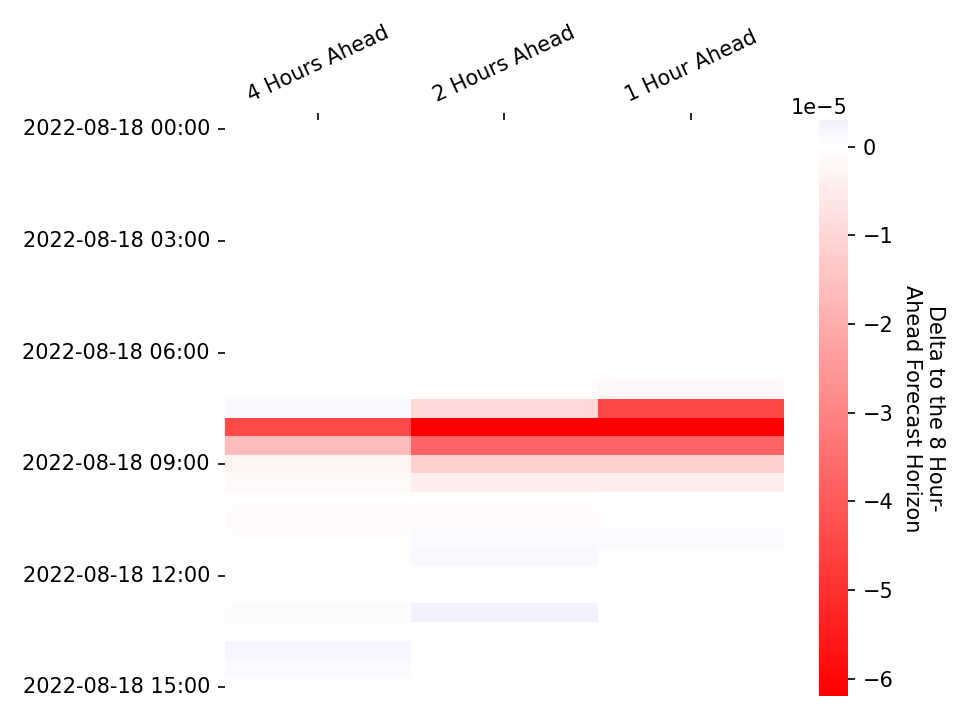 4 Hours Ahead
2 Hours Ahead
1 Hour Ahead
1e−5
2022-08-18 00:00
2022-08-18 03:00
2022-08-18 06:00
2022-08-18 09:00
2022-08-18 12:00
2022-08-18 15:00
0
−1
−2
−3
−4
−5
−6
Delta to the 8 Hour-
Ahead Forecast Horizon